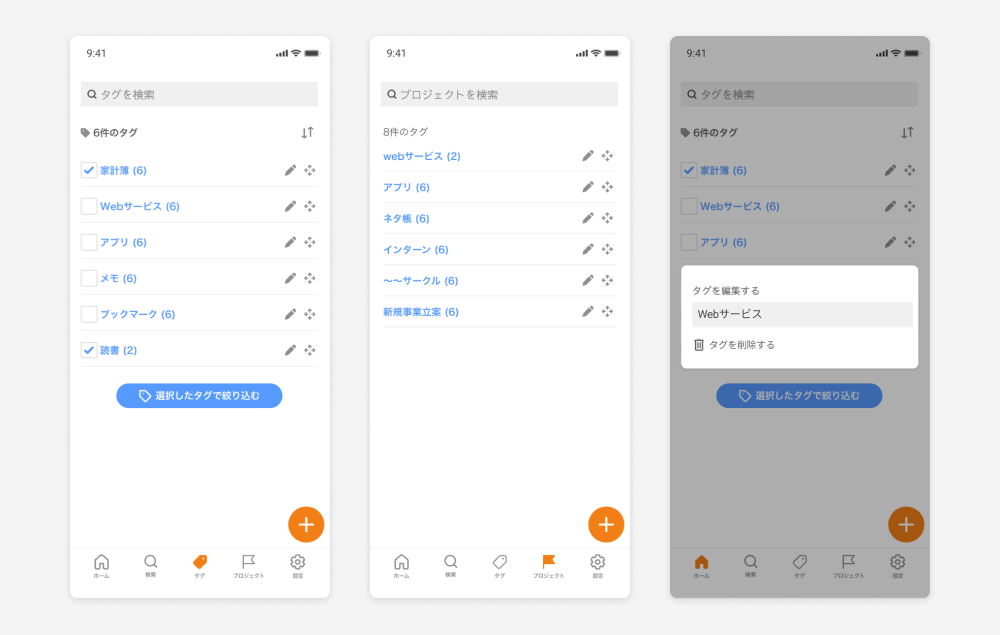 9:41
タグを検索
6件のタグ
家計簿 (6)
Webサービス (6)
アプリ (6)
メモ (6)
ブックマーク (6)
読書 (2)
選択したタグで絞り込む
ホーム 検索 タグ プロジェクト 設定
9:41
プロジェクトを検索
8件のタグ
webサービス (2)
アプリ (6)
ネタ帳 (6)
インターン (6)
〜〜サークル (6)
新規事業立案 (6)
ホーム 検索 タグ プロジェクト 設定
9:41
タグを検索
6件のタグ
家計簿 (6)
Webサービス (6)
アプリ (6)
タグを編集する
Webサービス
タグを削除する
選択したタグで絞り込む
ホーム 検索 タグ プロジェクト 設定